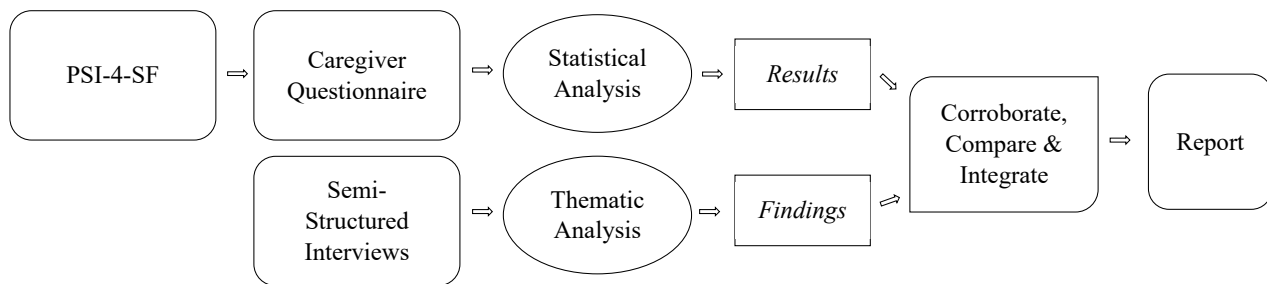 PSI-4-SF
Caregiver
Questionnaire
Statistical
Analysis
Results
Corroborate,
Compare &
Integrate
Report
Semi-
Structured
Interviews
Thematic
Analysis
Findings